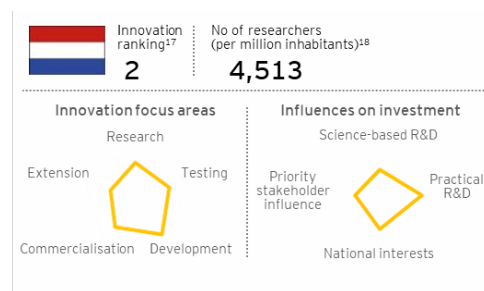 Innovation
ranking17
2
No of researchers
(per million inhabitants)18
4,513
Innovation focus areas
Research
Extension
Testing
Commercialisation
Development
Influences on investment
Science-based R&D
Priority
stakeholder
influence
Practical
R&D
National interests